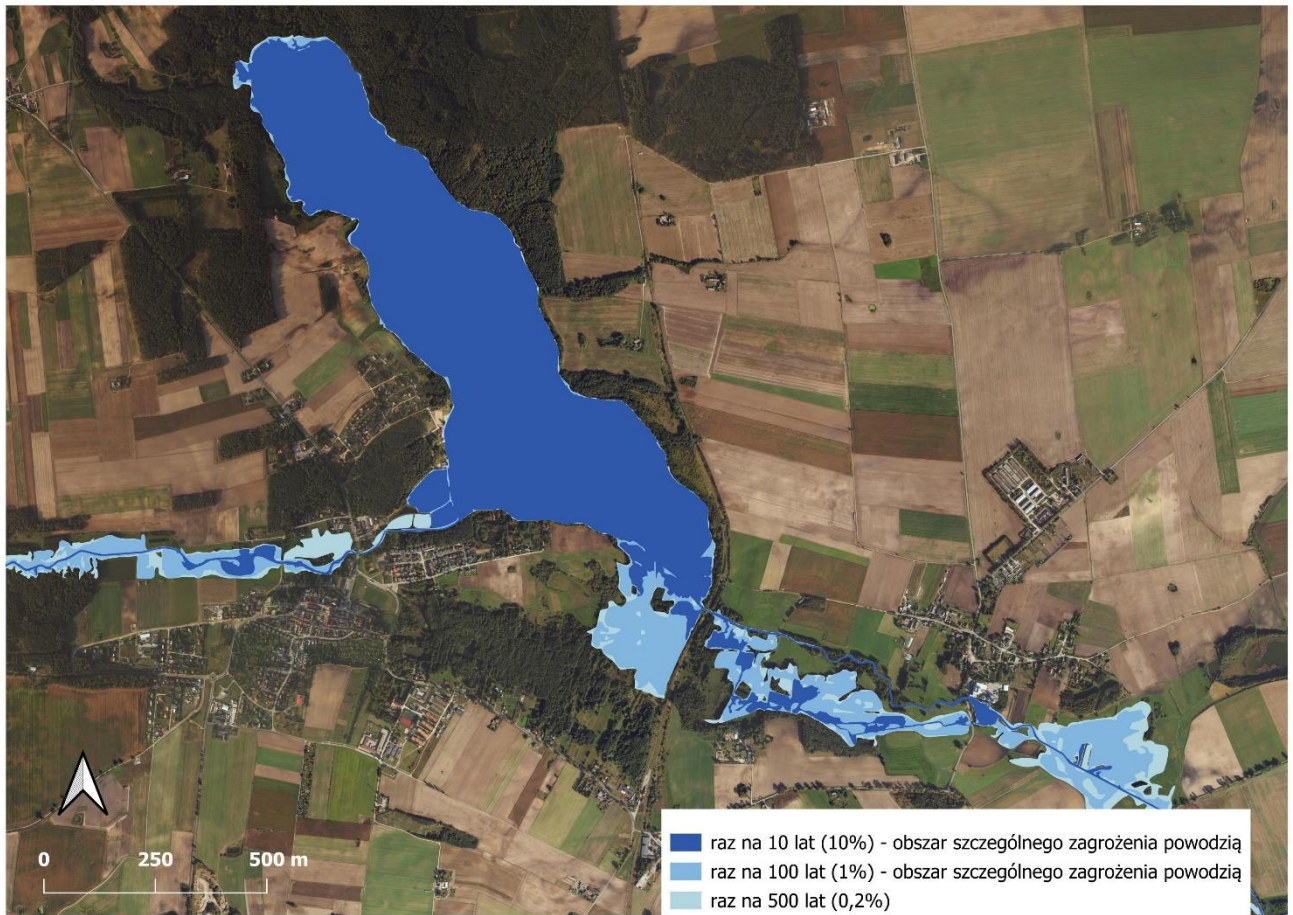 0 250 500 m
raz na 10 lat (10%) - obszar szczególnego zagrożenia powodzią
raz na 100 lat (1%) - obszar szczególnego zagrożenia powodzią
raz na 500 lat (0,2%)